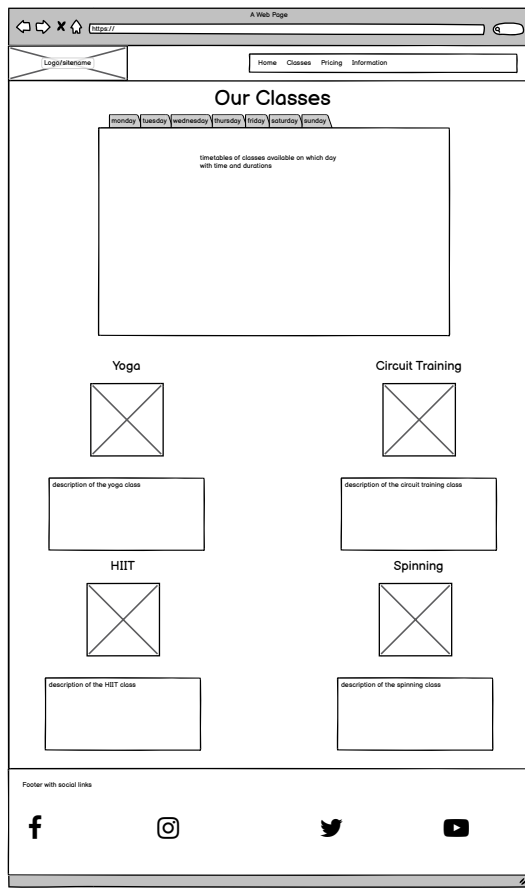 A Web Page
https://
Logo/sitename
Home Classes Pricing Information
Our Classes
monday tuesday wednesday thursday friday saturday sunday
timetables of classes available on which day
with time and durations
Yoga
Circuit Training
description of the yoga class
description of the circuit training class
HIIT
Spinning
description of the HIIT class
description of the spinning class
Footer with social links